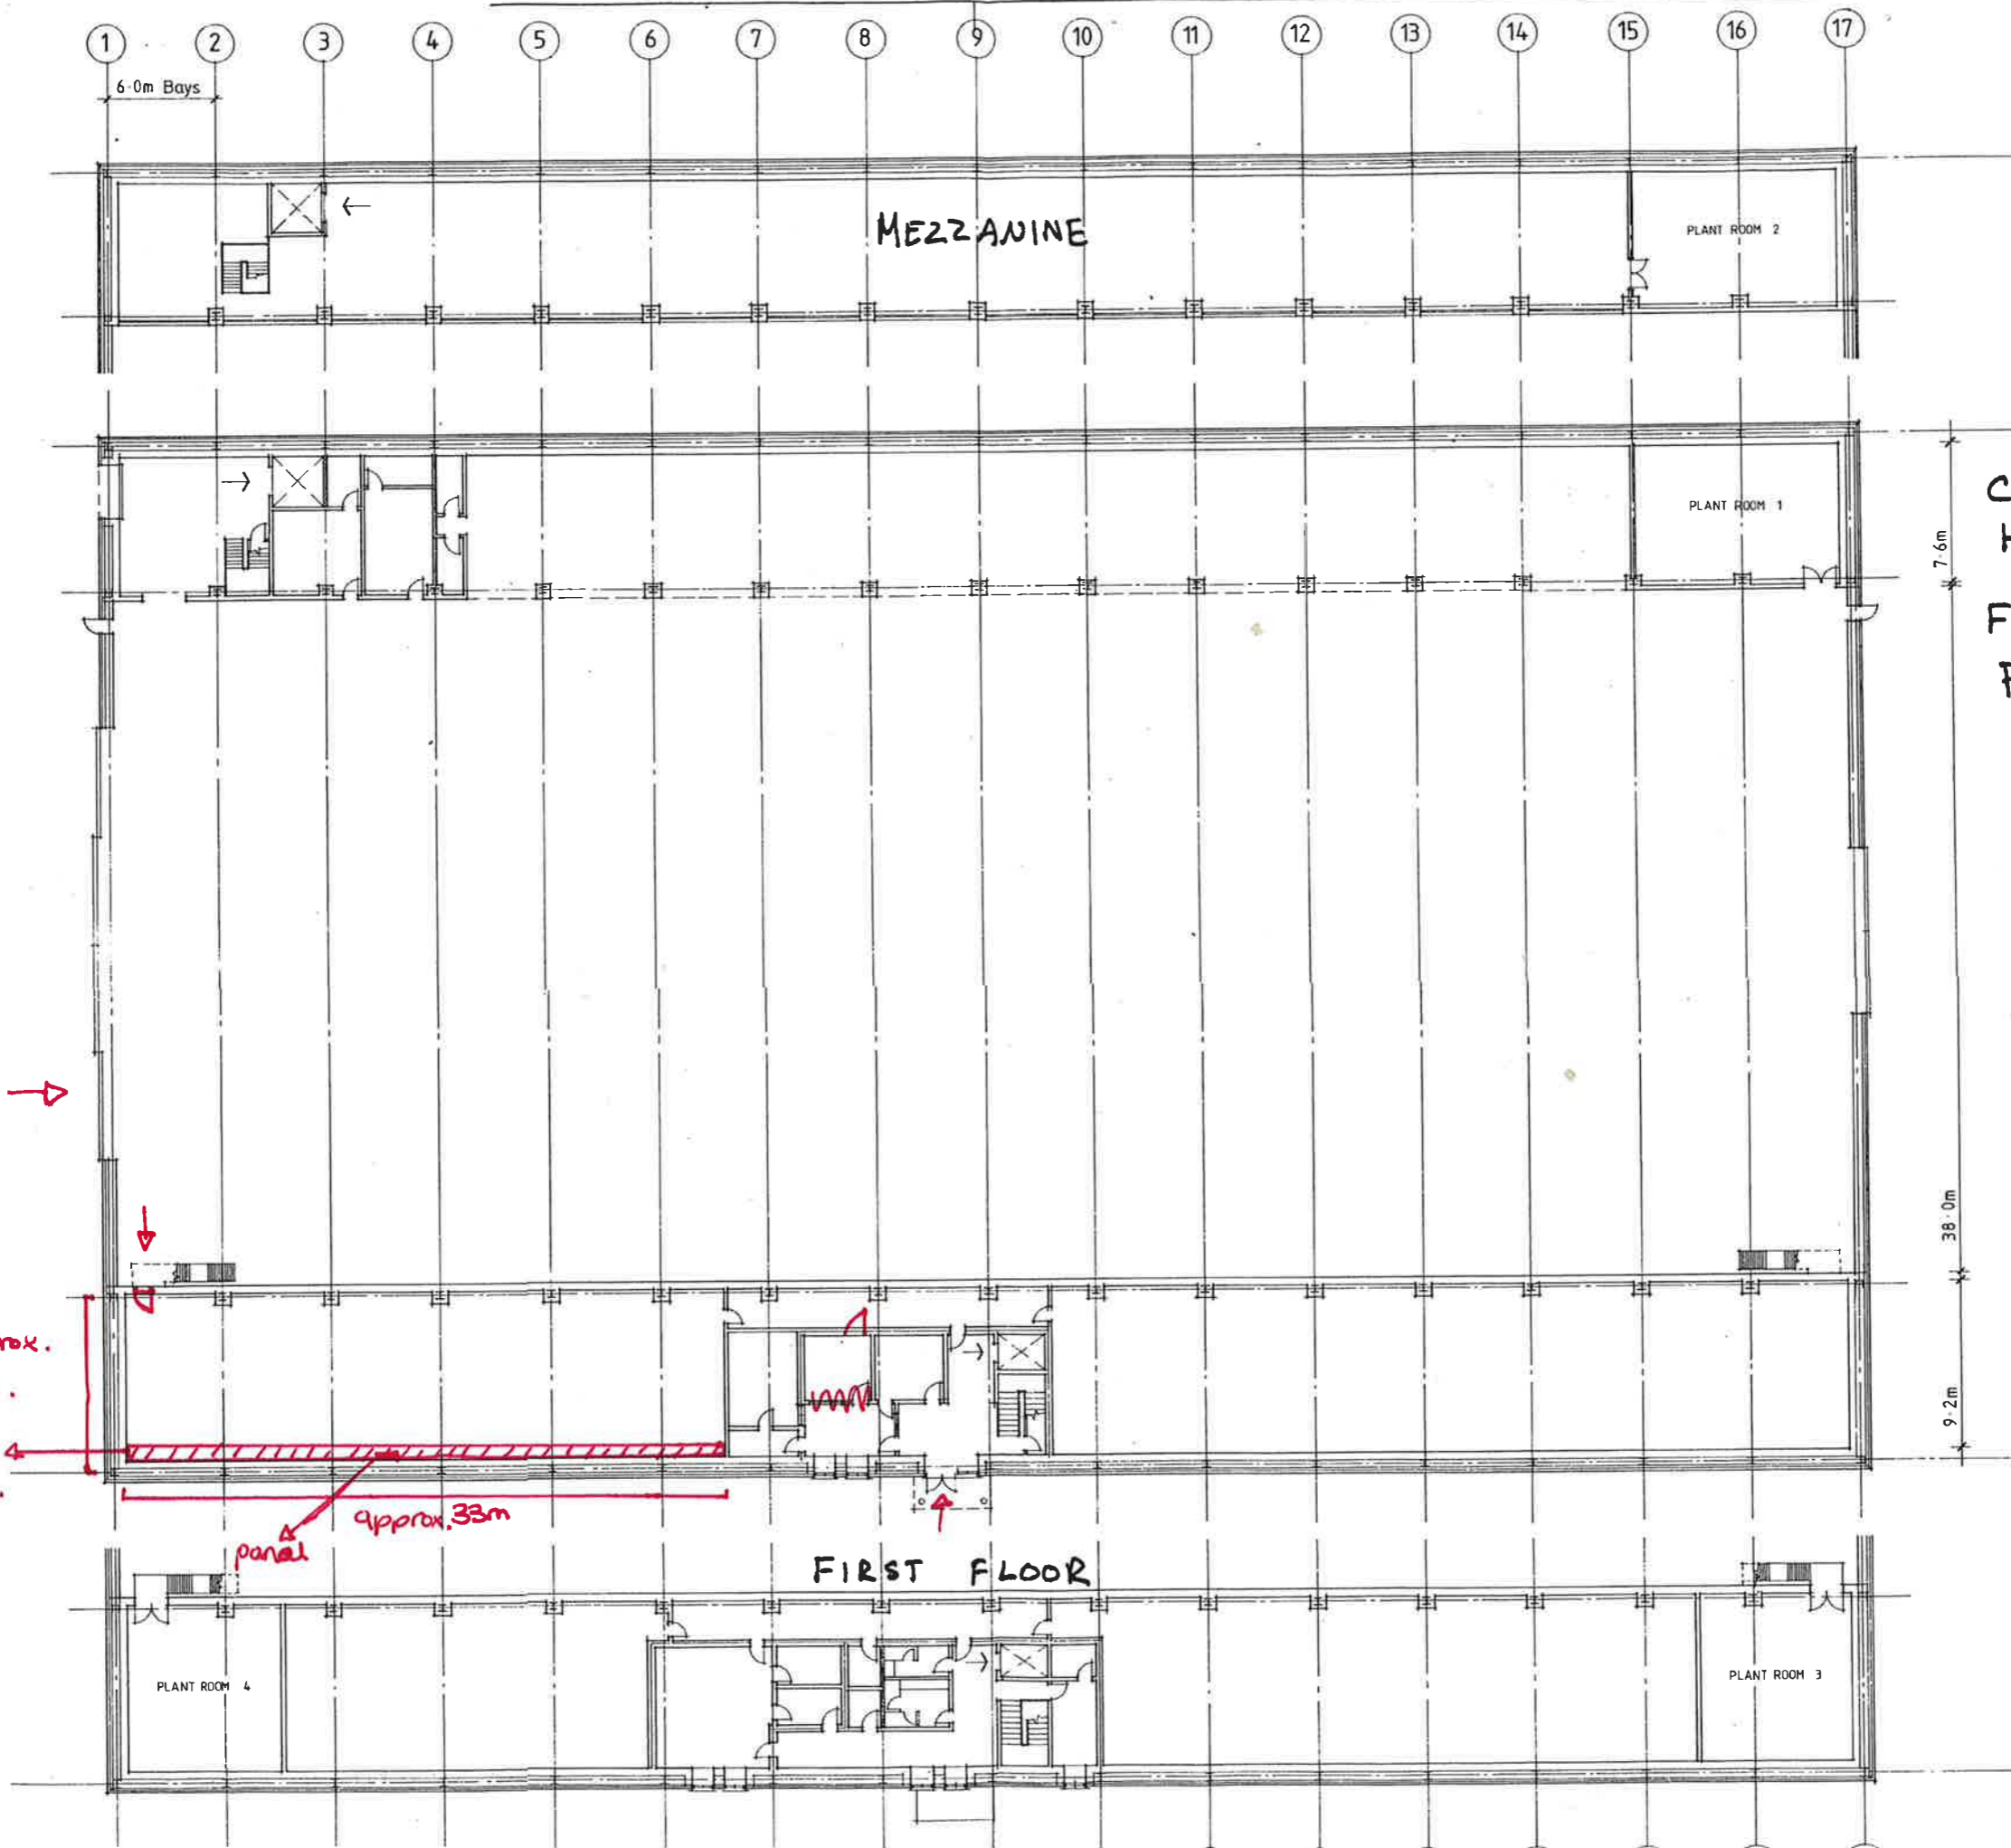 1 2 3 4 5 6 7 8 9 10 11 12 13 14 15 16 17
6·0m Bays
MEZZANINE
PLANT ROOM 2
PLANT ROOM 1
7·6m
C
F
38·0m
rox.
9·2m
approx. 33m
panel
FIRST FLOOR
PLANT ROOM 4
PLANT ROOM 3